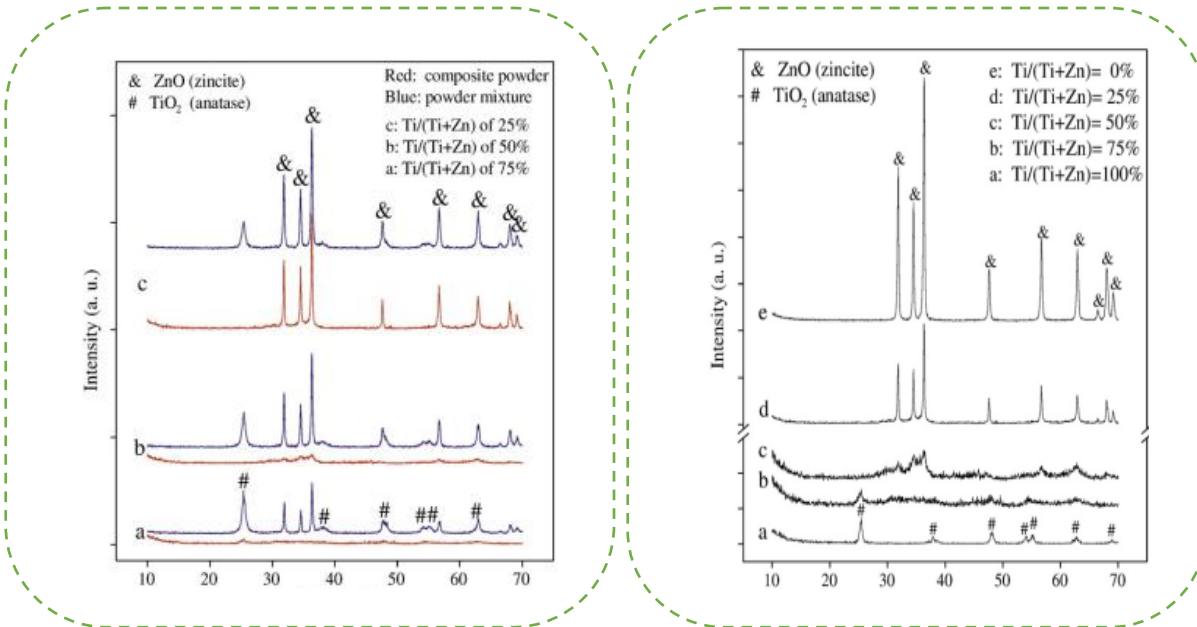 & ZnO (zincite)
# TiO₂ (anatase)
Red: composite powder
Blue: powder mixture
c: Ti/(Ti+Zn) of 25%
b: Ti/(Ti+Zn) of 50%
a: Ti/(Ti+Zn) of 75%
& & & & & & & &
c
b
# # # # # #
a
Intensity (a. u.)
10 20 30 40 50 60 70
& ZnO (zincite)
# TiO₂ (anatase)
e: Ti/(Ti+Zn)= 0%
d: Ti/(Ti+Zn)= 25%
c: Ti/(Ti+Zn)= 50%
b: Ti/(Ti+Zn)= 75%
a: Ti/(Ti+Zn)=100%
& & & & & & & &
e
d
c
b
# # # # # # #
a
Intensity (a. u.)
10 20 30 40 50 60 70